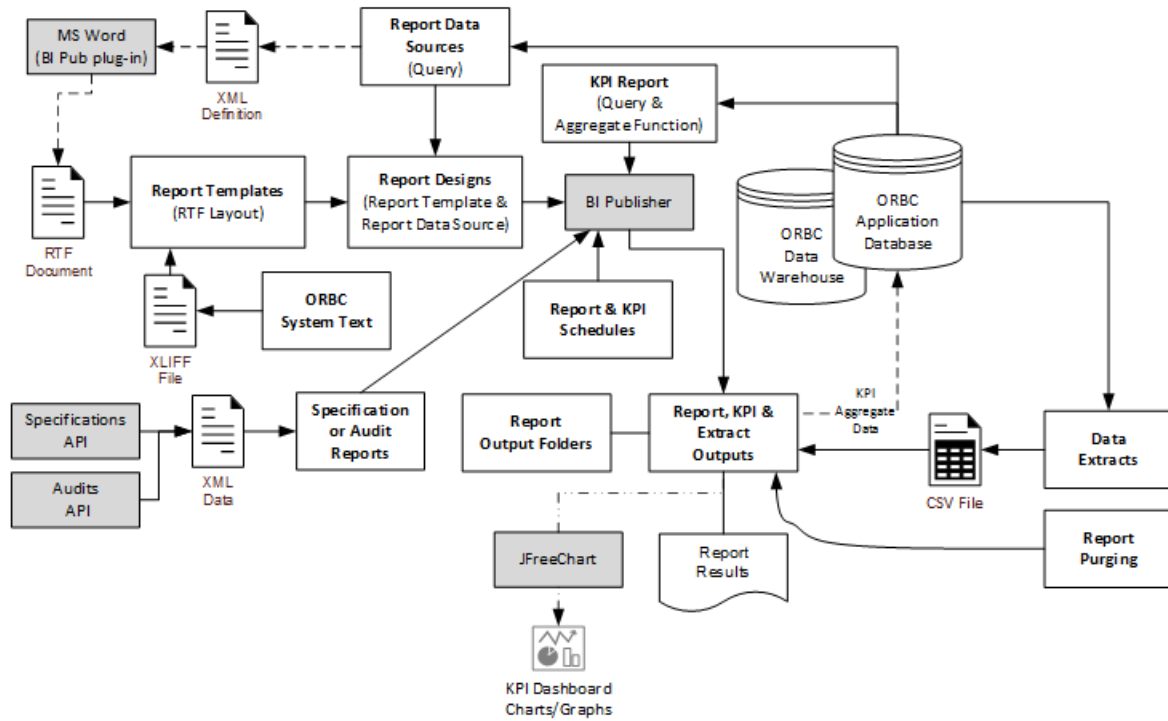 MS Word
(BI Pub plug-in)
XML
Definition
Report Data
Sources
(Query)
KPI Report
(Query &
Aggregate Function)
RTF
Document
Report Templates
(RTF Layout)
Report Designs
(Report Template &
Report Data Source)
BI Publisher
ORBC
Data
Warehouse
ORBC
Application
Database
XLIFF
File
ORBC
System Text
Report & KPI
Schedules
Specifications
API
Audits
API
XML
Data
Specification
or Audit
Reports
Report
Output Folders
Report, KPI &
Extract
Outputs
KPI
Aggregate
Data
CSV File
Data
Extracts
Report
Purging
JFreeChart
Report
Results
KPI Dashboard
Charts/Graphs